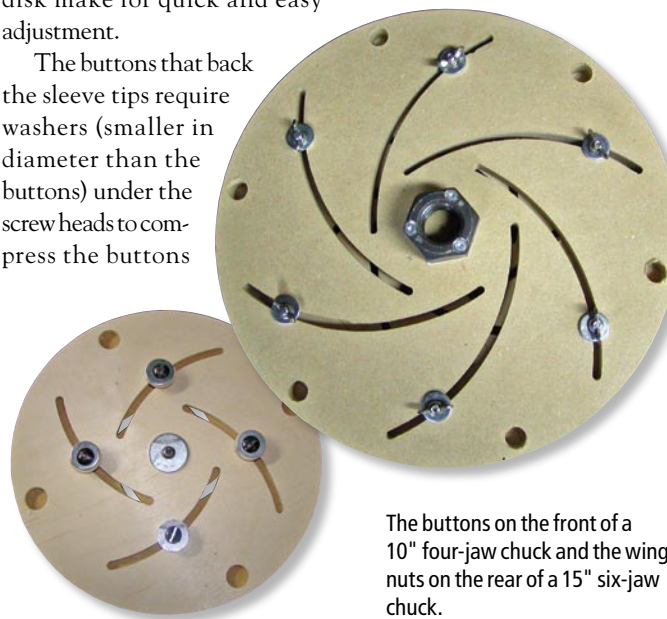 disk make for quick and easy
adjustment.
The buttons that back
the sleeve tips require
washers (smaller in
diameter than the
buttons) under the
screw heads to com-
press the buttons
The buttons on the front of a
10" four-jaw chuck and the wing
nuts on the rear of a 15" six-jaw
chuck.